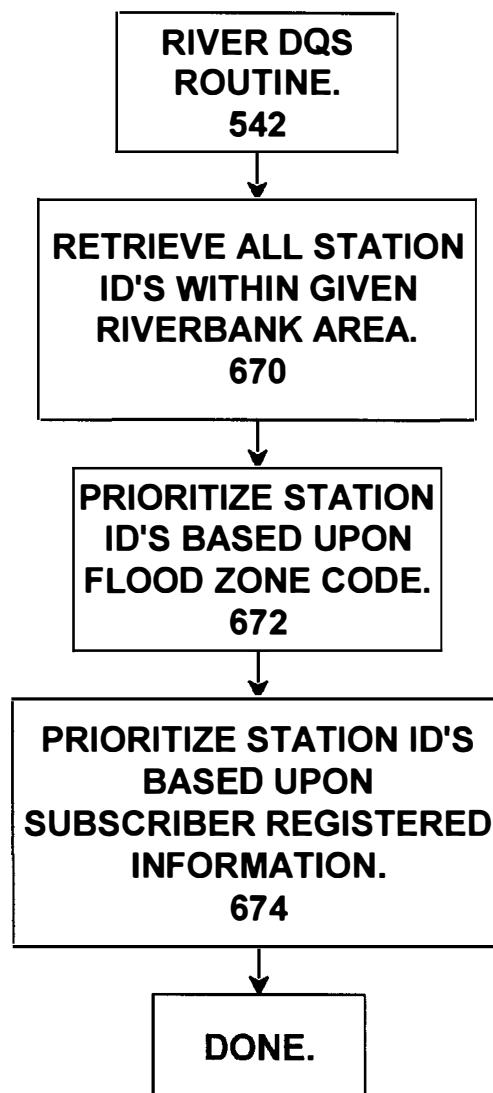 RIVER DQS
ROUTINE.
542
RETRIEVE ALL STATION
ID'S WITHIN GIVEN
RIVERBANK AREA.
670
PRIORITIZE STATION
ID'S BASED UPON
FLOOD ZONE CODE.
672
PRIORITIZE STATION ID'S
BASED UPON
SUBSCRIBER REGISTERED
INFORMATION.
674
DONE.